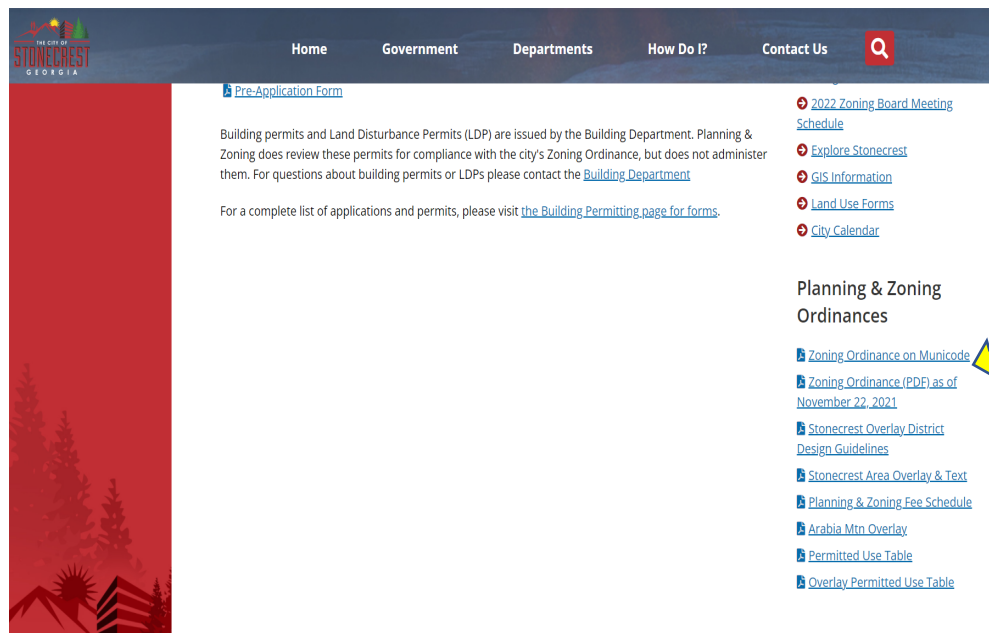 THE CITY OF
STONECREST
GEORGIA
Home
Government
Departments
How Do I?
Contact Us
Pre-Application Form
Building permits and Land Disturbance Permits (LDP) are issued by the Building Department. Planning &
Zoning does review these permits for compliance with the city's Zoning Ordinance, but does not administer
them. For questions about building permits or LDPs please contact the Building Department
For a complete list of applications and permits, please visit the Building Permitting page for forms.
2022 Zoning Board Meeting
Schedule
Explore Stonecrest
GIS Information
Land Use Forms
City Calendar
Planning & Zoning
Ordinances
Zoning Ordinance on Municode
Zoning Ordinance (PDF) as of
November 22, 2021
Stonecrest Overlay District
Design Guidelines
Stonecrest Area Overlay & Text
Planning & Zoning Fee Schedule
Arabia Mtn Overlay
Permitted Use Table
Overlay Permitted Use Table